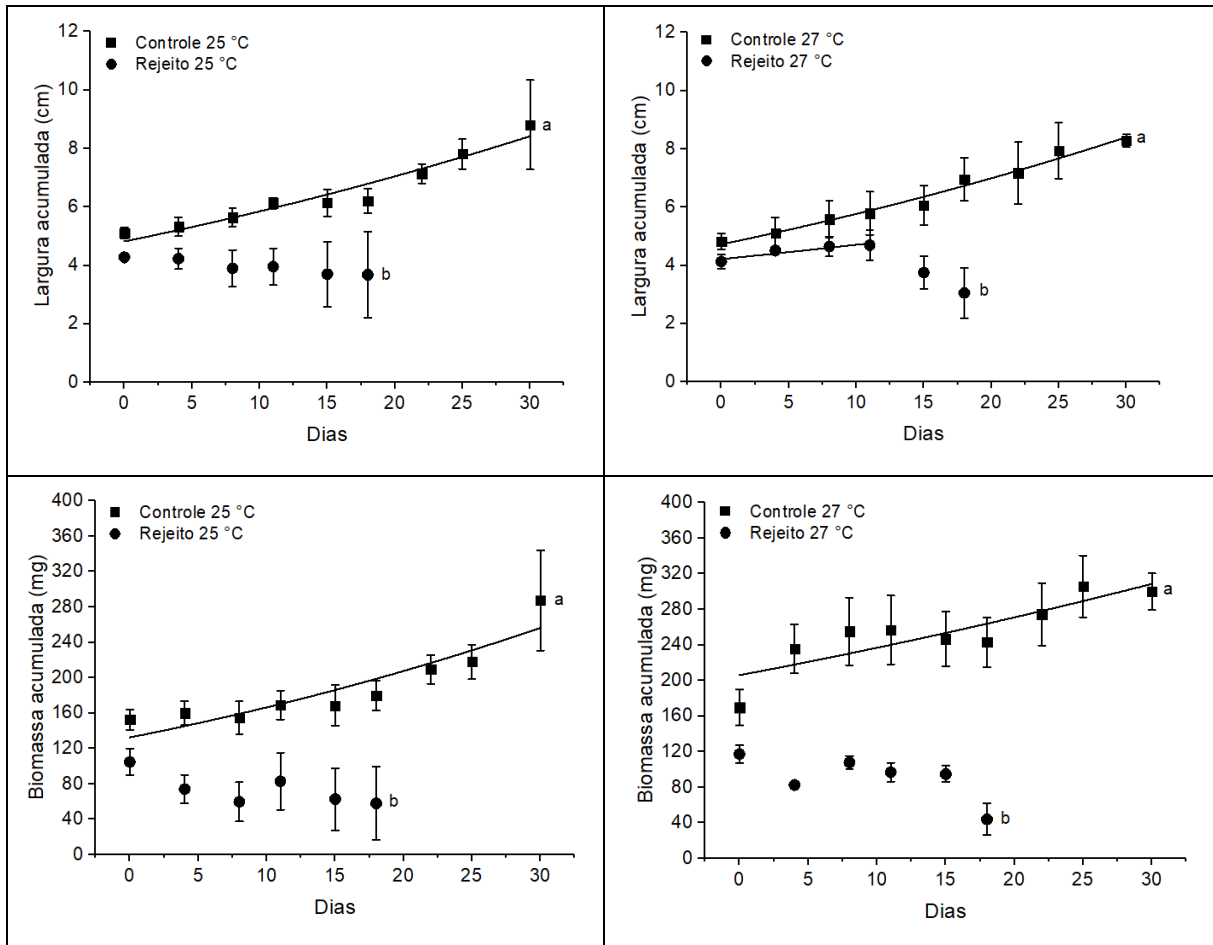 12
10
8
6
4
2
0
Largura acumulada (cm)
Controle 25 °C
Rejeito 25 °C
a
b
0 5 10 15 20 25 30
Dias
12
10
8
6
4
2
0
Largura acumulada (cm)
Controle 27 °C
Rejeito 27 °C
a
b
0 5 10 15 20 25 30
Dias
400
360
320
280
240
200
160
120
80
40
0
Biomassa acumulada (mg)
Controle 25 °C
Rejeito 25 °C
a
b
0 5 10 15 20 25 30
Dias
400
360
320
280
240
200
160
120
80
40
0
Biomassa acumulada (mg)
Controle 27 °C
Rejeito 27 °C
a
b
0 5 10 15 20 25 30
Dias